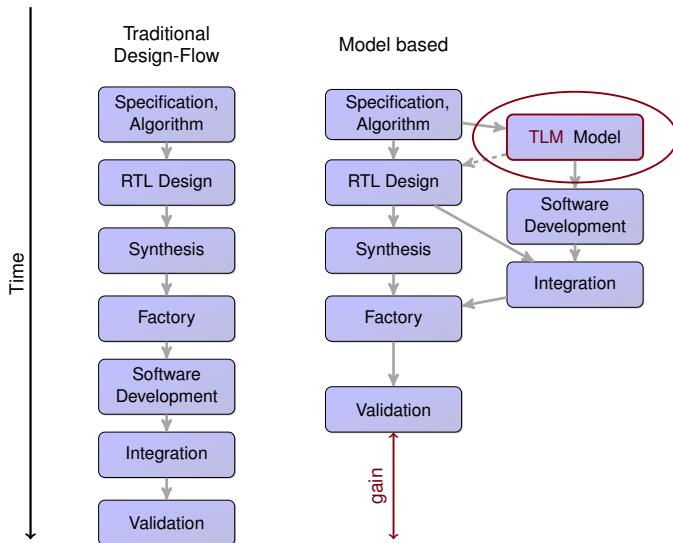 Traditional
Design-Flow
Model based
Time
Specification,
Algorithm
RTL Design
Synthesis
Factory
Software
Development
Integration
Validation
Specification,
Algorithm
TLM Model
RTL Design
Software
Development
Synthesis
Integration
Factory
Validation
gain